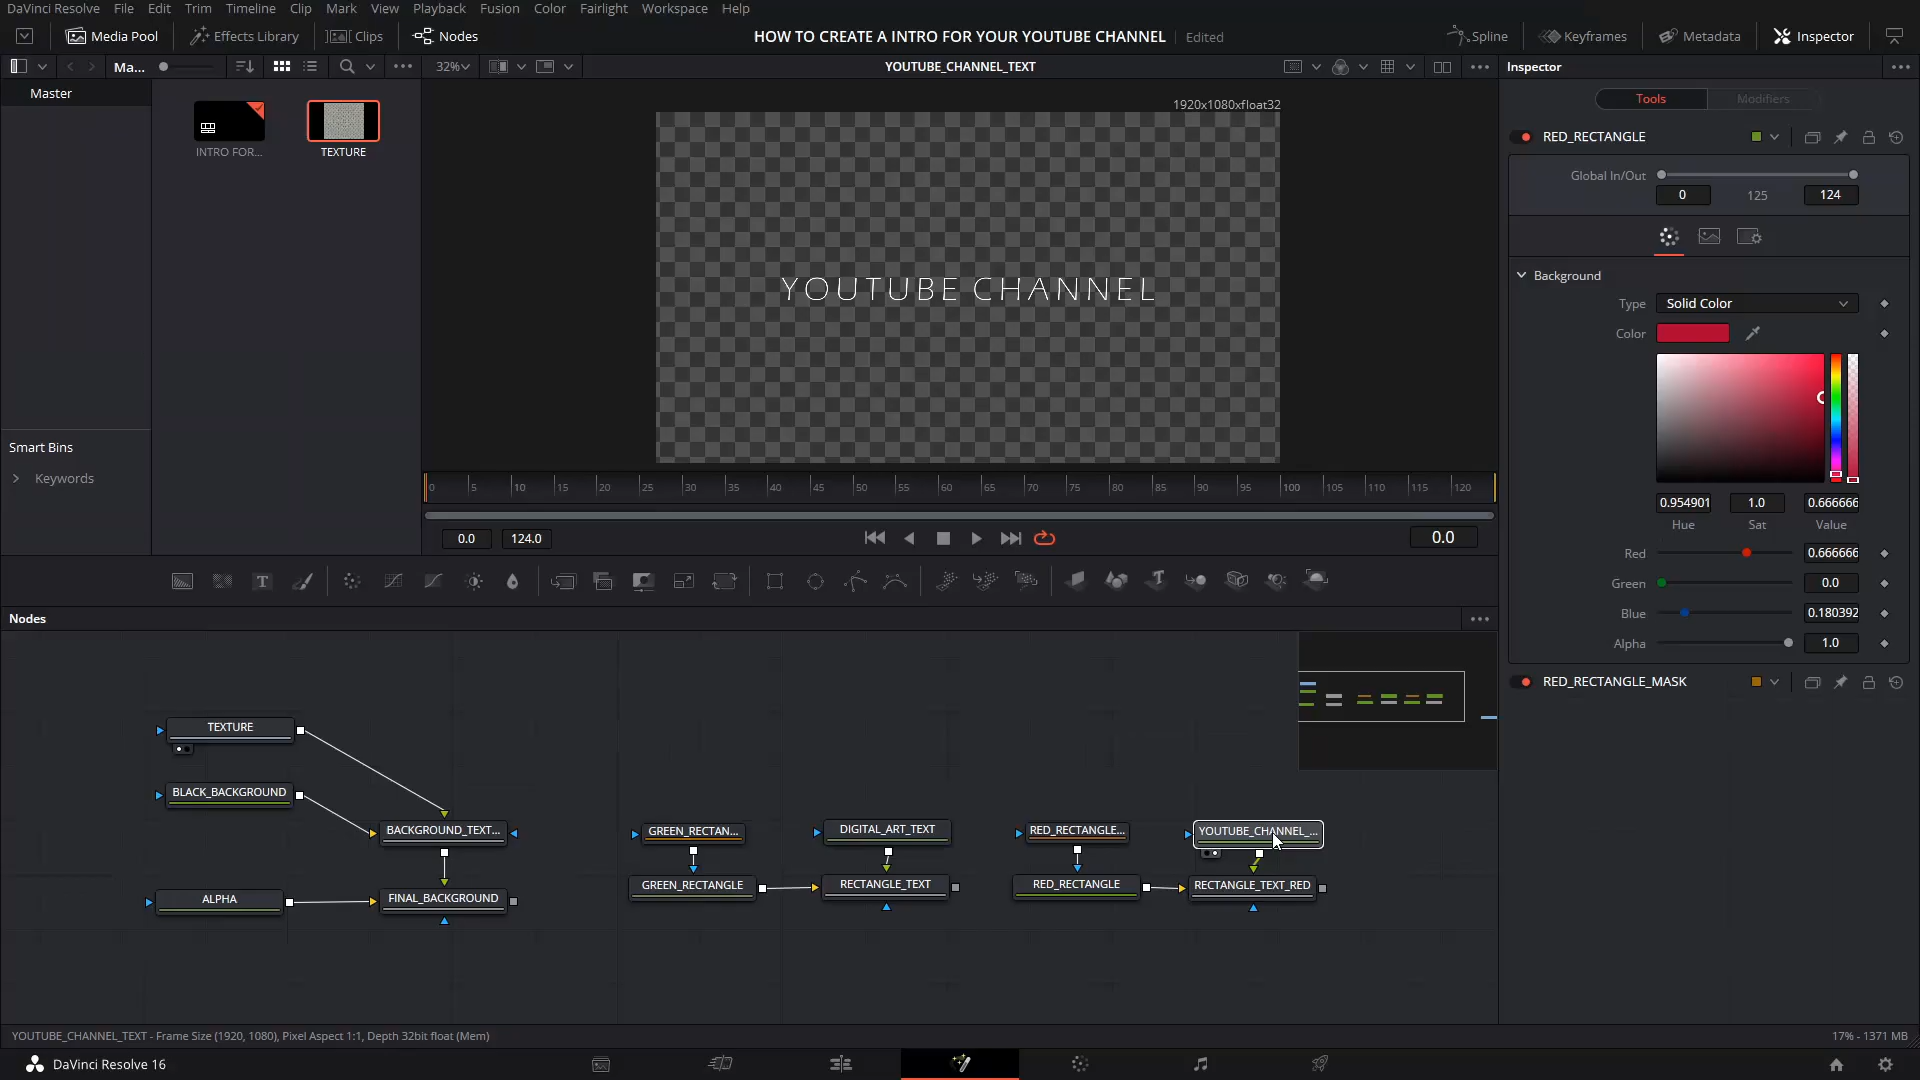 DaVinci Resolve File Edit Trim Timeline Clip Mark View Playback Fusion Color Fairlight Workspace Help
Media Pool Effects Library Clips Nodes HOW TO CREATE A INTRO FOR YOUR YOUTUBE CHANNEL Edited Spline Keyframes Metadata Inspector
Ma... 32% YOUTUBE_CHANNEL_TEXT Inspector
Master
1920x1080xfloat32
Tools Modifiers
INTRO FOR... TEXTURE
RED_RECTANGLE
Global In/Out
0 125 124
YOUTUBE CHANNEL
Background
Type Solid Color
Color
Smart Bins
Keywords
0 5 10 15 20 25 30 35 40 45 50 55 60 65 70 75 80 85 90 95 100 105 110 115 120
0.954901 1.0 0.666666
Hue Sat Value
0.0 124.0 0.0
Red 0.666666
Green 0.0
Blue 0.180392
Alpha 1.0
Nodes
RED_RECTANGLE_MASK
TEXTURE
BLACK_BACKGROUND
BACKGROUND_TEXT... GREEN_RECTAN... DIGITAL_ART_TEXT RED_RECTANGLE... YOUTUBE_CHANNEL_...
ALPHA FINAL_BACKGROUND GREEN_RECTANGLE RECTANGLE_TEXT RED_RECTANGLE RECTANGLE_TEXT_RED
YOUTUBE_CHANNEL_TEXT - Frame Size (1920, 1080), Pixel Aspect 1:1, Depth 32bit float (Mem) 17% - 1371 MB
DaVinci Resolve 16